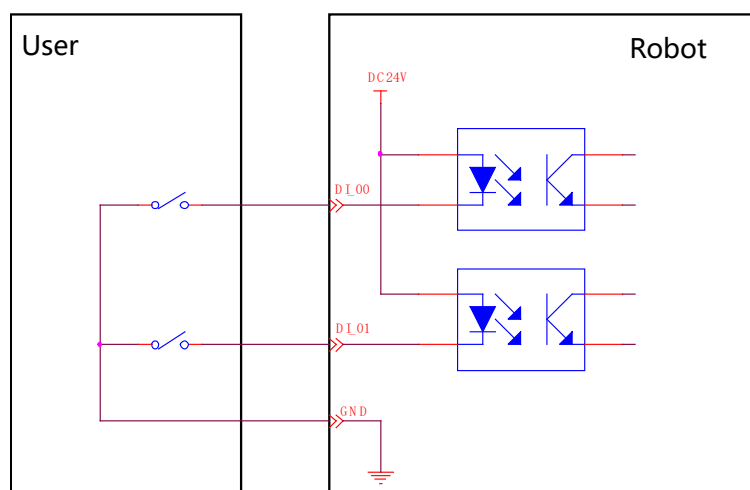 User
Robot
DC24V
DI_00
DI_01
GND